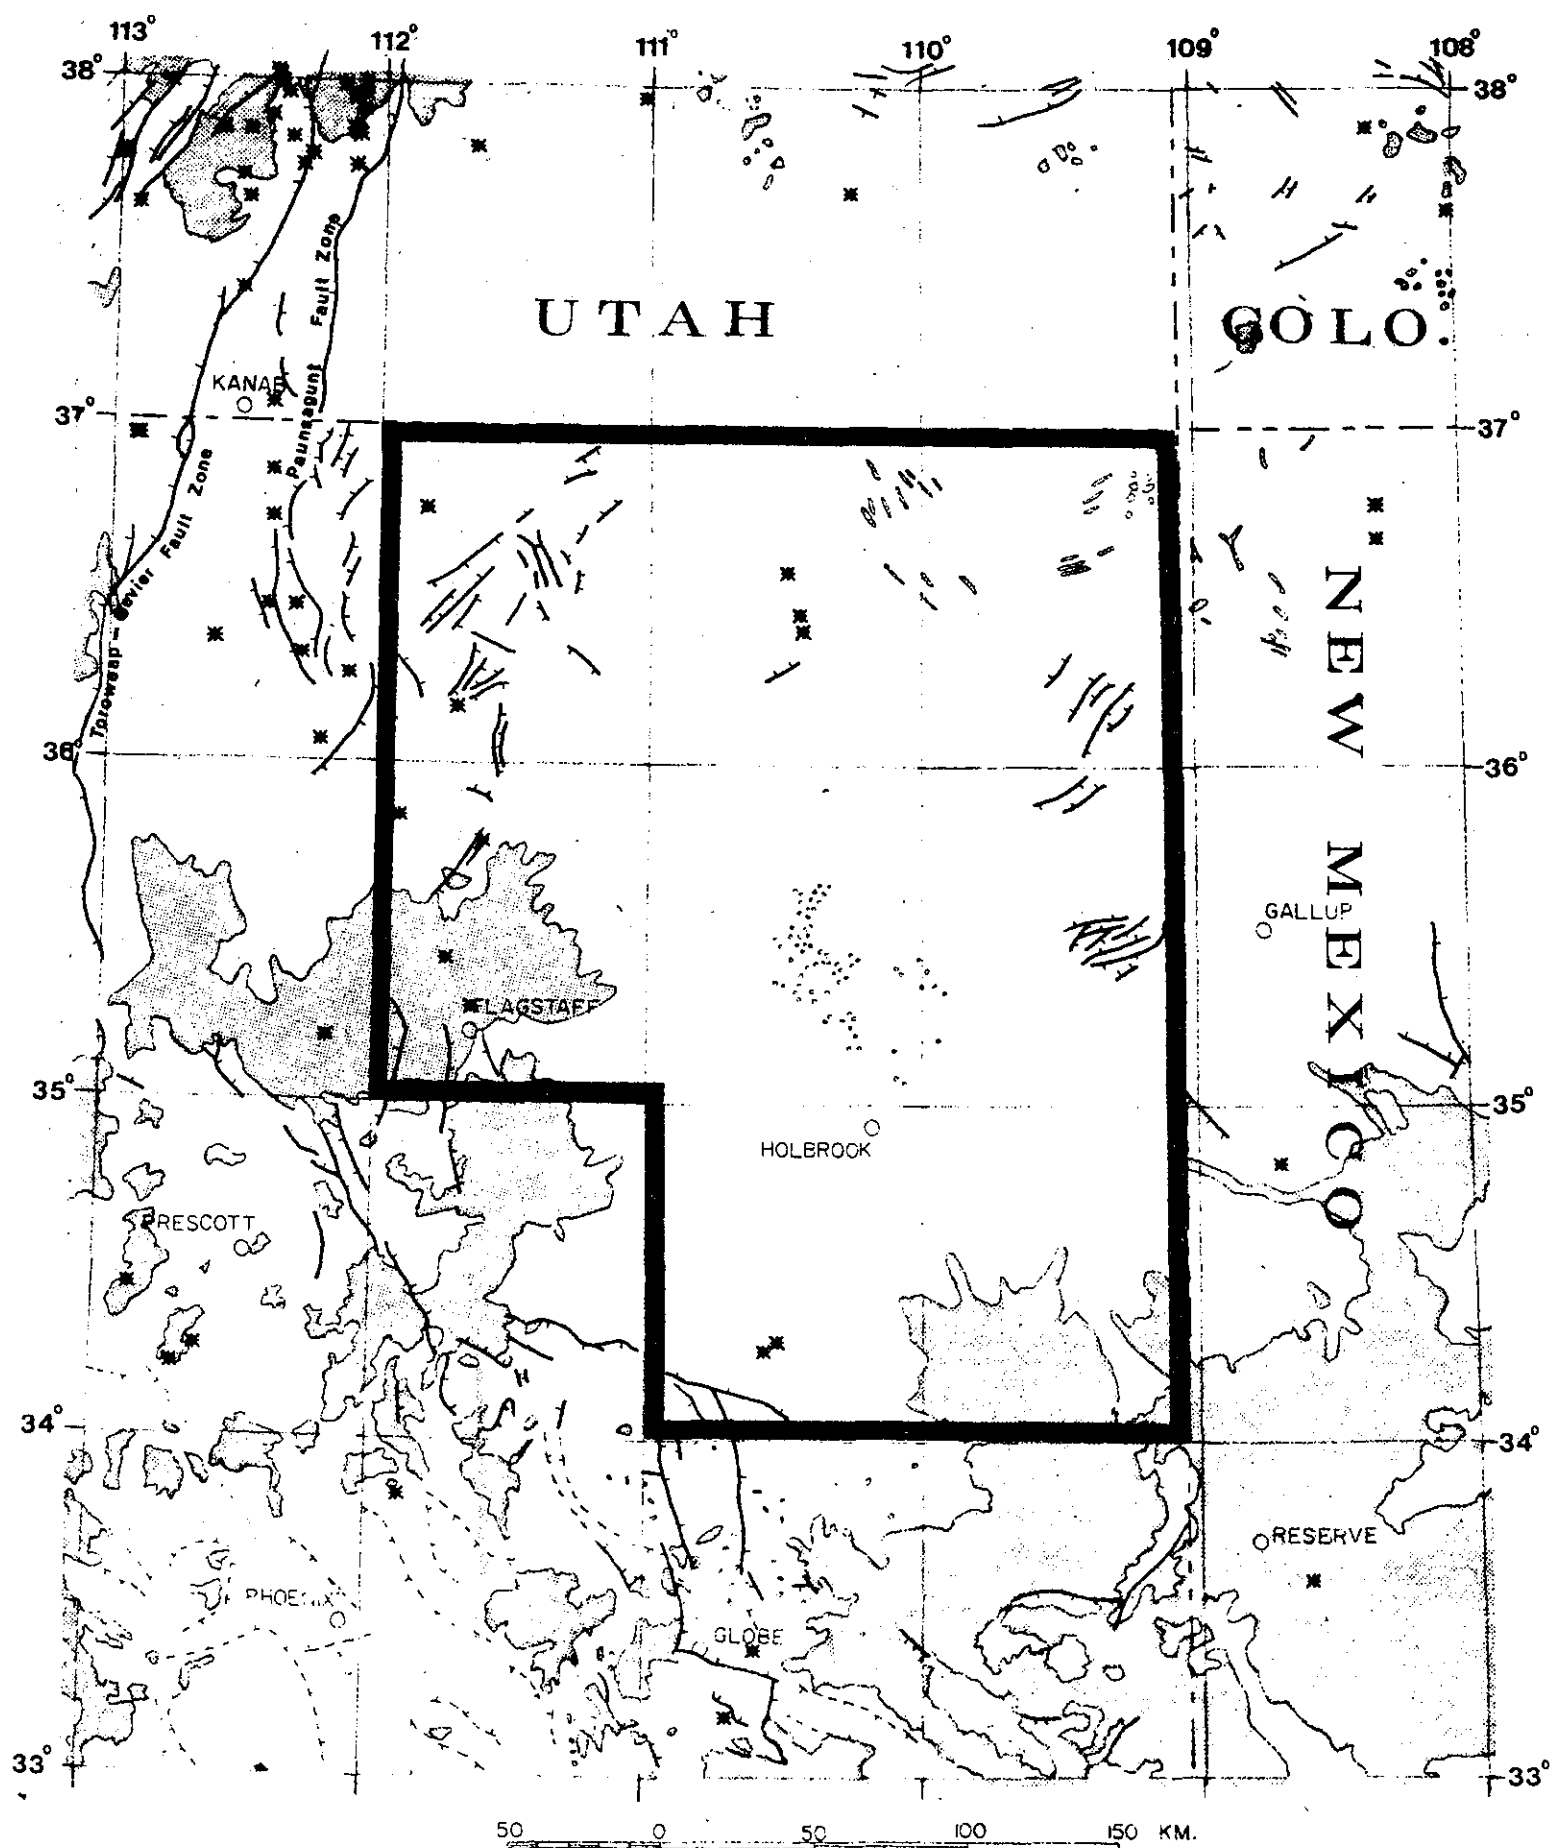 113° 112° 111° 110° 109° 108°
38° 38°
Fault Zone
UTAH COLO.
KANAB
37° 37°
Paunsagunt
Fault Zone
Toroweap - Sevier
NEW MEXICO
36° 36°
GALLUP
FLAGSTAFF
35° 35°
HOLBROOK
PRESCOTT
34° 34°
RESERVE
PHOENIX
GLOBE
33° 33°
50 0 50 100 150 KM.